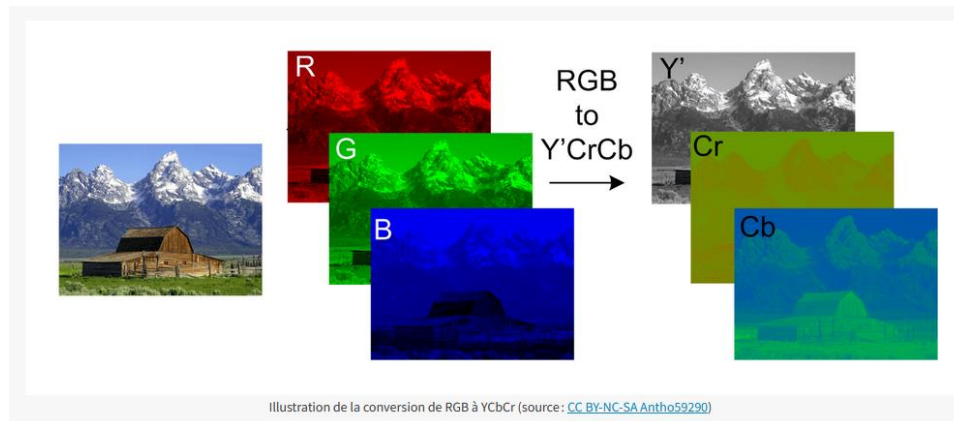 R
G
B
RGB
to
Y'CrCb
Y'
Cr
Cb
Illustration de la conversion de RGB à YCbCr (source : CC BY-NC-SA Antho59290)